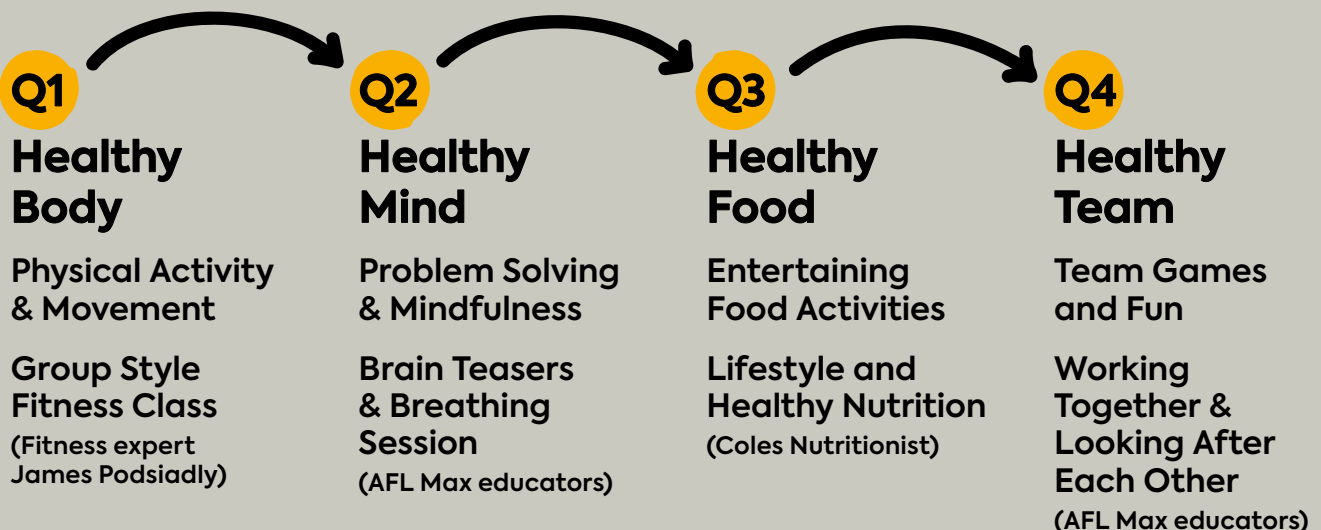 Q1
Healthy
Body
Physical Activity
& Movement
Group Style
Fitness Class
(Fitness expert
James Podsiadly)
Q2
Healthy
Mind
Problem Solving
& Mindfulness
Brain Teasers
& Breathing
Session
(AFL Max educators)
Q3
Healthy
Food
Entertaining
Food Activities
Lifestyle and
Healthy Nutrition
(Coles Nutritionist)
Q4
Healthy
Team
Team Games
and Fun
Working
Together &
Looking After
Each Other
(AFL Max educators)